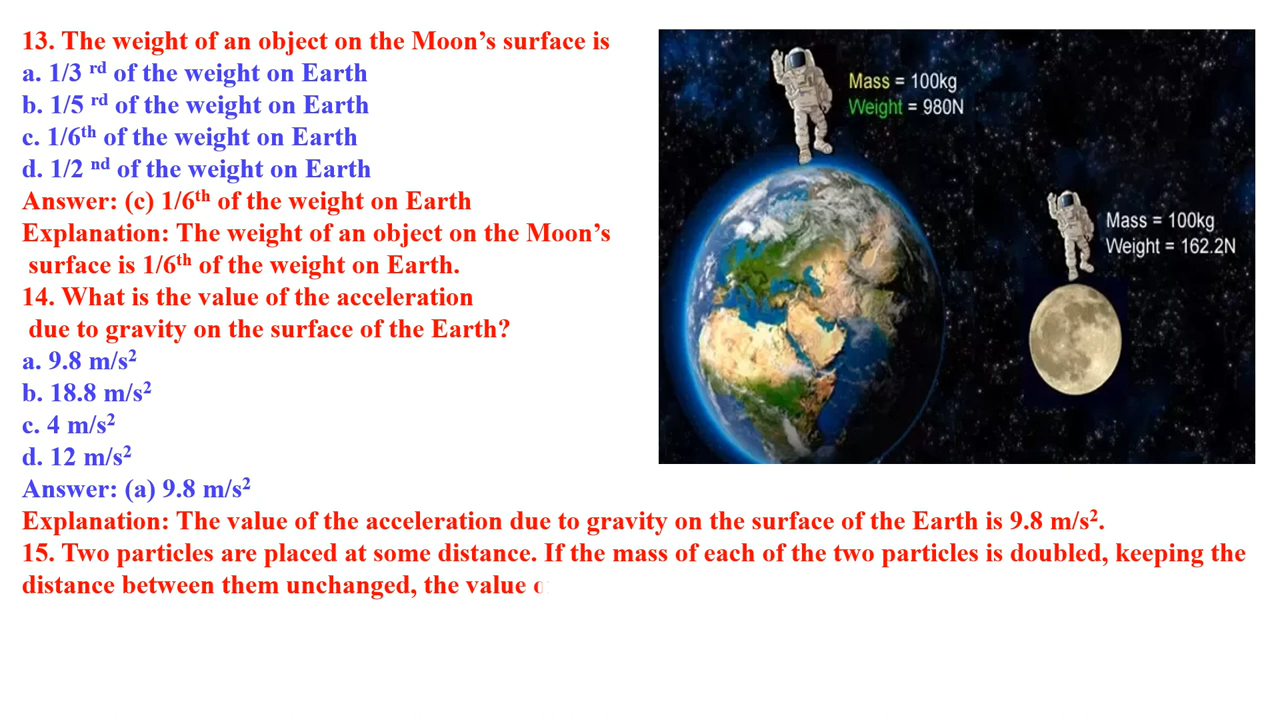 13. The weight of an object on the Moon’s surface is
a. 1/3 rd of the weight on Earth
b. 1/5 rd of the weight on Earth
c. 1/6th of the weight on Earth
d. 1/2 nd of the weight on Earth
Answer: (c) 1/6th of the weight on Earth
Explanation: The weight of an object on the Moon’s
surface is 1/6th of the weight on Earth.
14. What is the value of the acceleration
due to gravity on the surface of the Earth?
a. 9.8 m/s2
b. 18.8 m/s2
c. 4 m/s2
d. 12 m/s2
Answer: (a) 9.8 m/s2
Explanation: The value of the acceleration due to gravity on the surface of the Earth is 9.8 m/s2.
15. Two particles are placed at some distance. If the mass of each of the two particles is doubled, keeping the
distance between them unchanged, the value
Mass = 100kg
Weight = 980N
Mass = 100kg
Weight = 162.2N